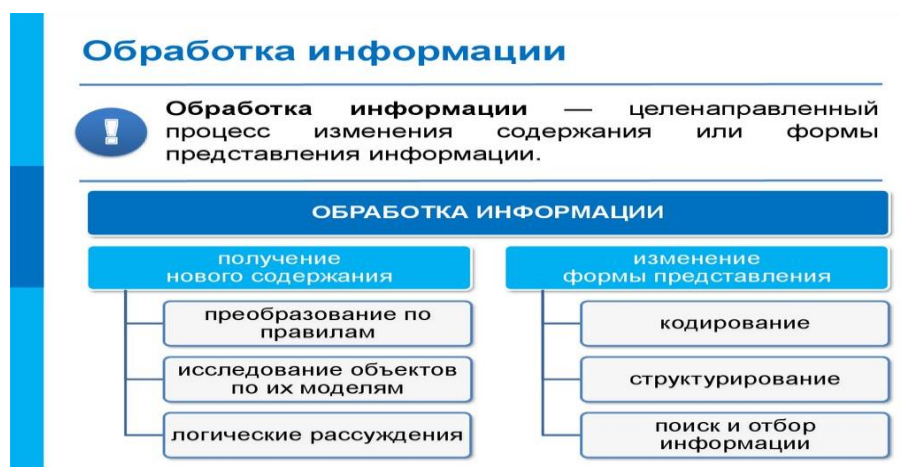 Обработка информации
!
Обработка информации — целенаправленный
процесс изменения содержания или формы
представления информации.
ОБРАБОТКА ИНФОРМАЦИИ
получение
нового содержания
преобразование по
правилам
исследование объектов
по их моделям
логические рассуждения
изменение
формы представления
кодирование
структурирование
поиск и отбор
информации